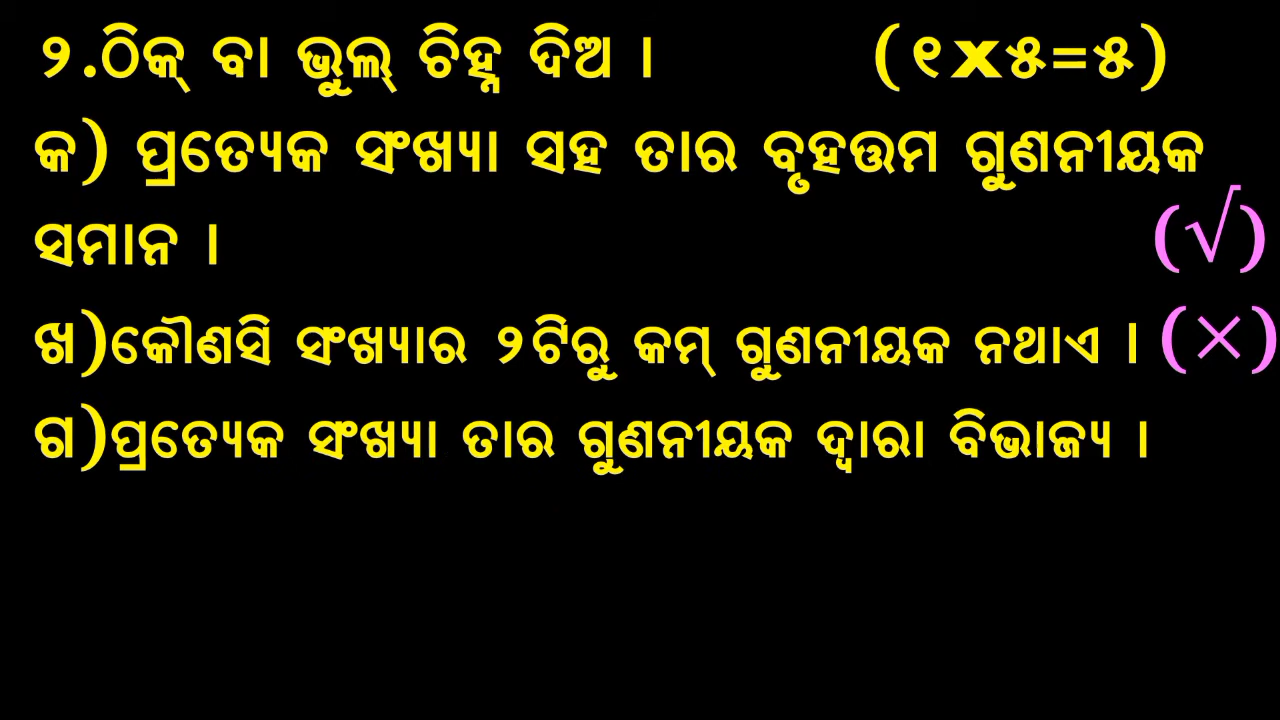 ୨.ଠିକ୍ ବା ଭୁଲ୍ ଚିହ୍ନ ଦିଅ । (୧x୫=୫)
କ) ପ୍ରତ୍ୟେକ ସଂଖ୍ୟା ସହ ତାର ବୃହତ୍ତମ ଗୁଣନୀୟକ
ସମାନ । (√)
ଖ)କୌଣସି ସଂଖ୍ୟାର ୨ଟିରୁ କମ୍ ଗୁଣନୀୟକ ନଥାଏ । (×)
ଗ)ପ୍ରତ୍ୟେକ ସଂଖ୍ୟା ତାର ଗୁଣନୀୟକ ଦ୍ୱାରା ବିଭାଜ୍ୟ ।